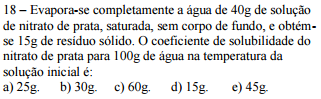 18 – Evapora-se completamente a água de 40g de solução
de nitrato de prata, saturada, sem corpo de fundo, e obtém-
se 15g de resíduo sólido. O coeficiente de solubilidade do
nitrato de prata para 100g de água na temperatura da
solução inicial é:
a) 25g. b) 30g. c) 60g. d) 15g. e) 45g.